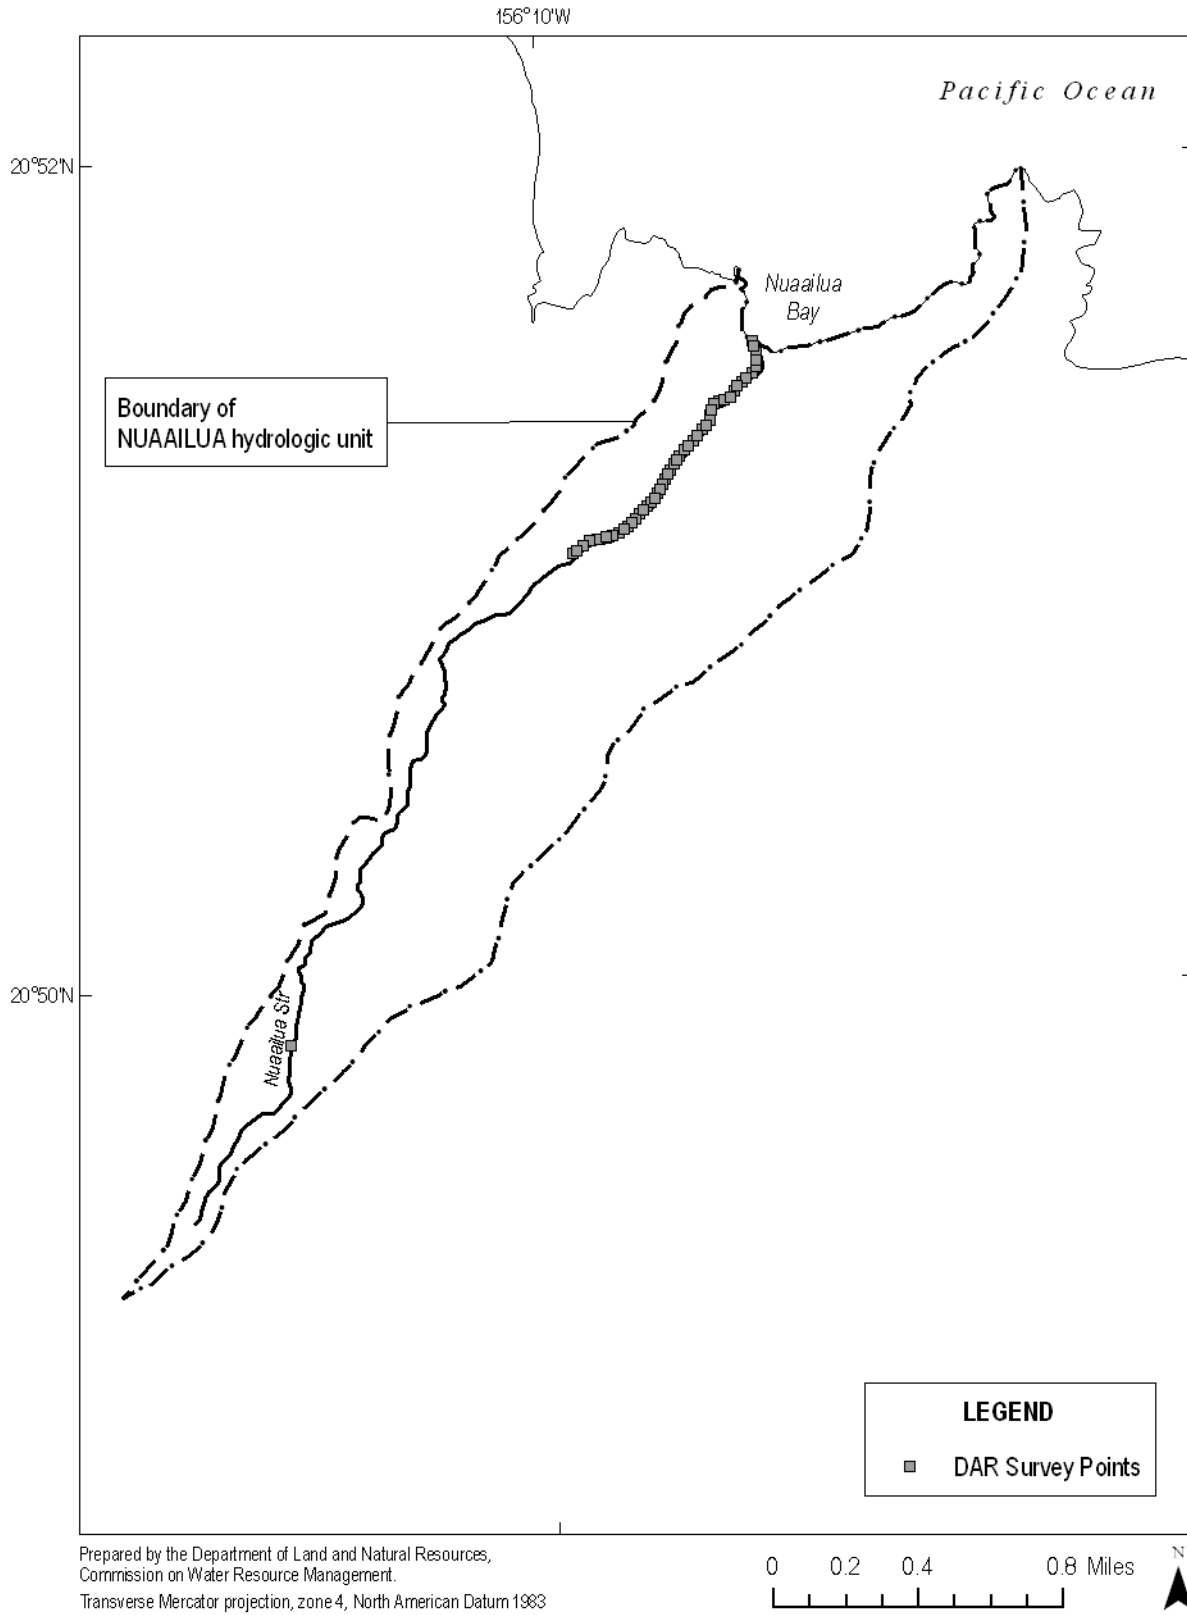 156°10'W
Pacific Ocean
20°52'N
Nuaailua
Bay
Boundary of
NUAAILUA hydrologic unit
20°50'N
Nuaailua Str
LEGEND
DAR Survey Points
Prepared by the Department of Land and Natural Resources,
Commission on Water Resource Management.
Transverse Mercator projection, zone 4, North American Datum 1983
0 0.2 0.4 0.8 Miles
N